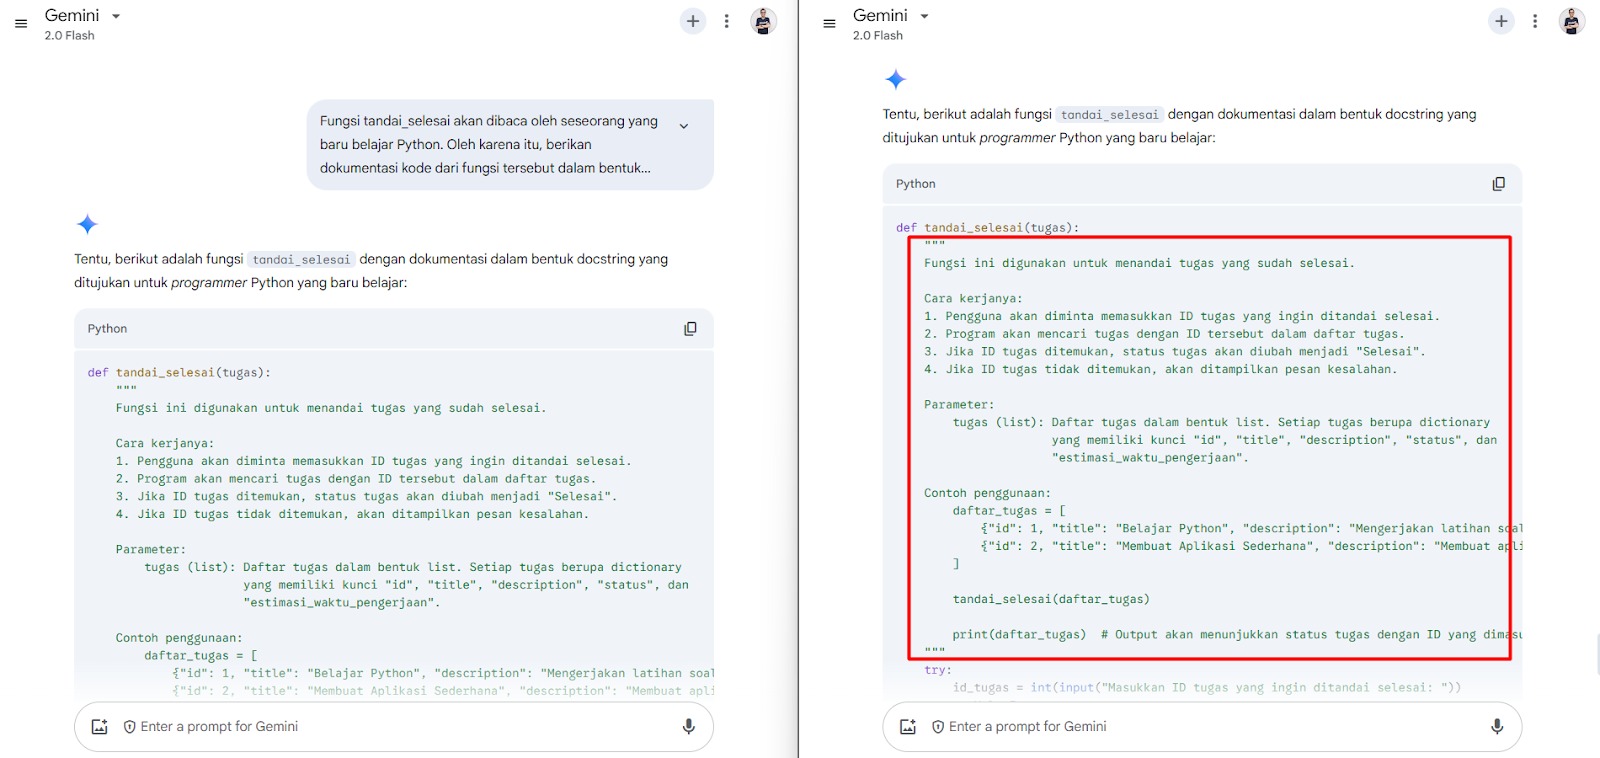 Gemini
2.0 Flash
Fungsi tandai_selesai akan dibaca oleh seseorang yang
baru belajar Python. Oleh karena itu, berikan
dokumentasi kode dari fungsi tersebut dalam bentuk...
Tentu, berikut adalah fungsi tandai_selesai dengan dokumentasi dalam bentuk docstring yang
ditujukan untuk programmer Python yang baru belajar:
Python
def tandai_selesai(tugas):
    """
    Fungsi ini digunakan untuk menandai tugas yang sudah selesai.
    Cara kerjanya:
    1. Pengguna akan diminta memasukkan ID tugas yang ingin ditandai selesai.
    2. Program akan mencari tugas dengan ID tersebut dalam daftar tugas.
    3. Jika ID tugas ditemukan, status tugas akan diubah menjadi "Selesai".
    4. Jika ID tugas tidak ditemukan, akan ditampilkan pesan kesalahan.
    Parameter:
        tugas (list): Daftar tugas dalam bentuk list. Setiap tugas berupa dictionary
                      yang memiliki kunci "id", "title", "description", "status", dan
                      "estimasi_waktu_pengerjaan".
    Contoh penggunaan:
        daftar_tugas = [
            {"id": 1, "title": "Belajar Python", "description": "Mengerjakan latihan soal
            {"id": 2, "title": "Membuat Aplikasi Sederhana", "description": "Membuat apli
Enter a prompt for Gemini
Gemini
2.0 Flash
Tentu, berikut adalah fungsi tandai_selesai dengan dokumentasi dalam bentuk docstring yang
ditujukan untuk programmer Python yang baru belajar:
Python
def tandai_selesai(tugas):
    """
    Fungsi ini digunakan untuk menandai tugas yang sudah selesai.
    Cara kerjanya:
    1. Pengguna akan diminta memasukkan ID tugas yang ingin ditandai selesai.
    2. Program akan mencari tugas dengan ID tersebut dalam daftar tugas.
    3. Jika ID tugas ditemukan, status tugas akan diubah menjadi "Selesai".
    4. Jika ID tugas tidak ditemukan, akan ditampilkan pesan kesalahan.
    Parameter:
        tugas (list): Daftar tugas dalam bentuk list. Setiap tugas berupa dictionary
                      yang memiliki kunci "id", "title", "description", "status", dan
                      "estimasi_waktu_pengerjaan".
    Contoh penggunaan:
        daftar_tugas = [
            {"id": 1, "title": "Belajar Python", "description": "Mengerjakan latihan soal
            {"id": 2, "title": "Membuat Aplikasi Sederhana", "description": "Membuat apli
        ]
        tandai_selesai(daftar_tugas)
        print(daftar_tugas)  # Output akan menunjukkan status tugas dengan ID yang dimasu
    """
    try:
        id_tugas = int(input("Masukkan ID tugas yang ingin ditandai selesai: "))
Enter a prompt for Gemini